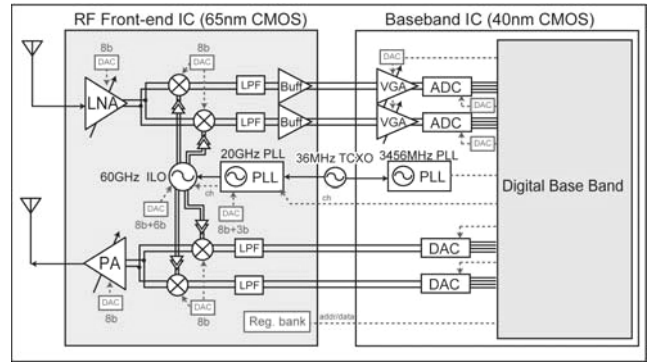 RF Front-end IC (65nm CMOS)
Baseband IC (40nm CMOS)
8b
DAC
8b
DAC
LNA
LPF
Buff
VGA
DAC
ADC
DAC
LPF
Buff
VGA
ADC
DAC
20GHz PLL
36MHz TCXO
3456MHz PLL
60GHz ILO
PLL
PLL
Digital Base Band
ch
ch
DAC
8b+6b
DAC
8b+3b
PA
LPF
DAC
DAC
LPF
DAC
DAC
DAC
8b
DAC
8b
Reg. bank
addr/data